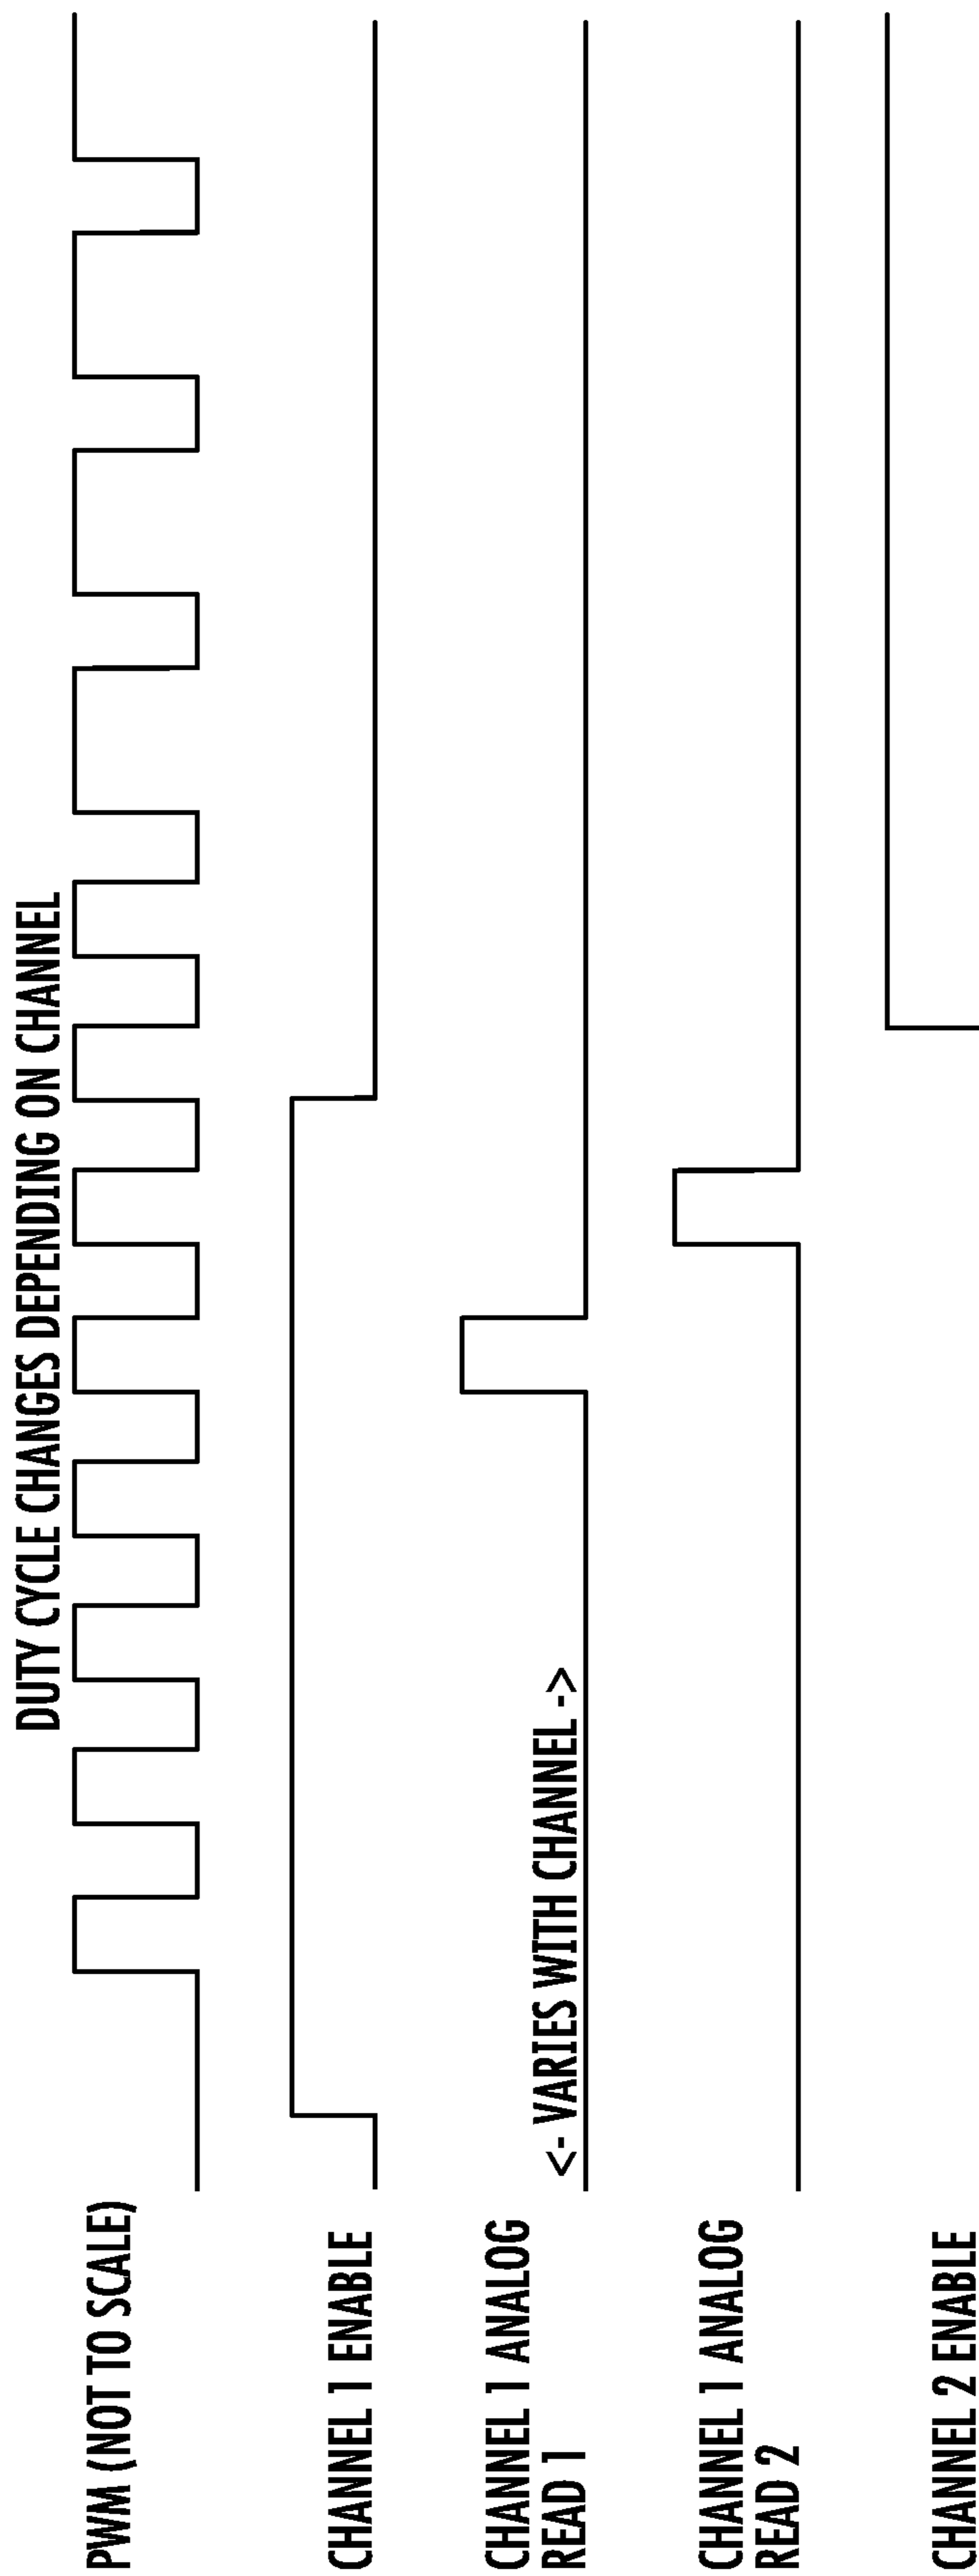 DUTY CYCLE CHANGES DEPENDING ON CHANNEL
PWM (NOT TO SCALE)
CHANNEL 1 ENABLE
<- VARIES WITH CHANNEL ->
CHANNEL 1 ANALOG
READ 1
CHANNEL 1 ANALOG
READ 2
CHANNEL 2 ENABLE